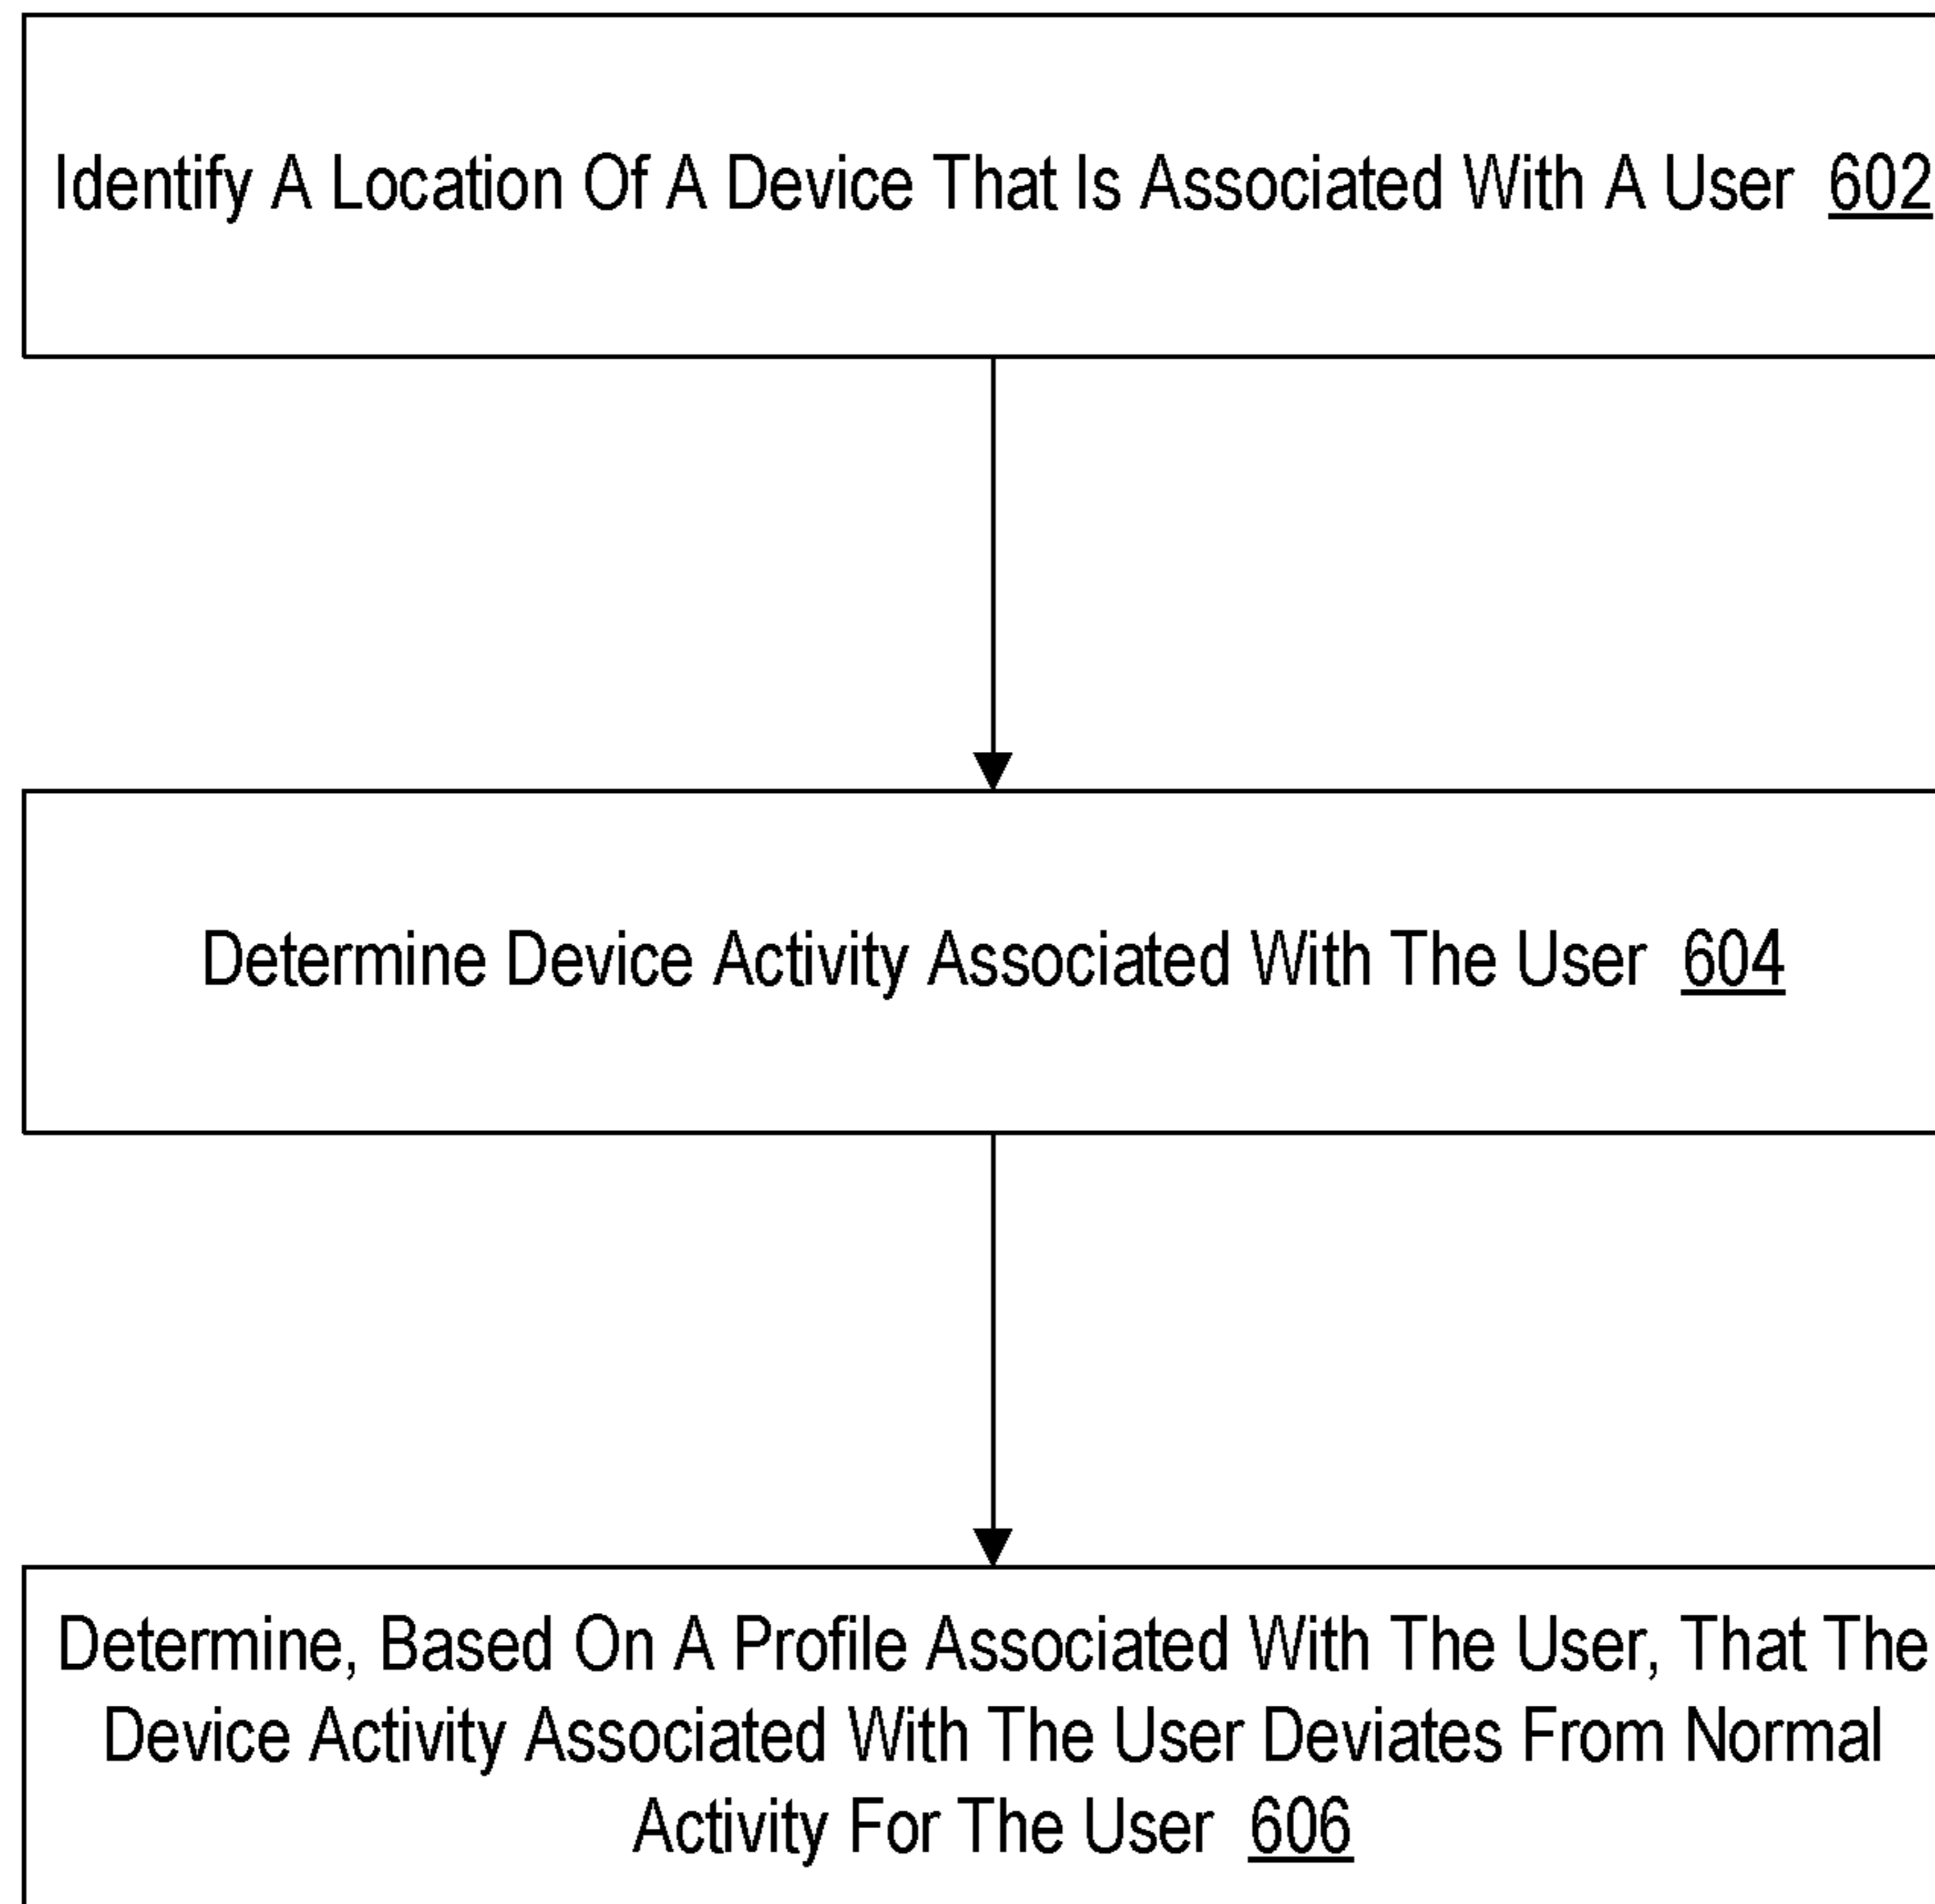 Identify A Location Of A Device That Is Associated With A User 602
Determine Device Activity Associated With The User 604
Determine, Based On A Profile Associated With The User, That The
Device Activity Associated With The User Deviates From Normal
Activity For The User 606